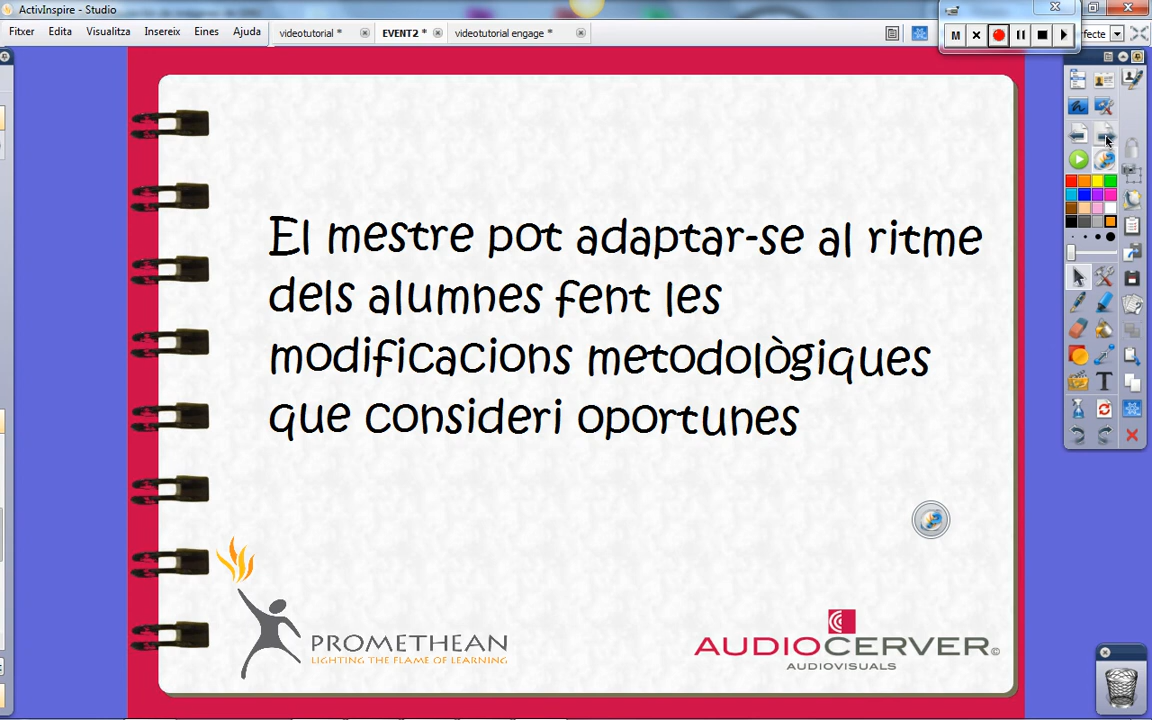 ActivInspire - Studio
Fitxer Edita Visualitza Insereix Eines Ajuda
videotutorial * EVENT2 * videotutorial engage *
M
fecte
El mestre pot adaptar-se al ritme
dels alumnes fent les
modificacions metodològiques
que consideri oportunes
PROMETHEAN
LIGHTING THE FLAME OF LEARNING
AUDIOCERVER©
AUDIOVISUALS